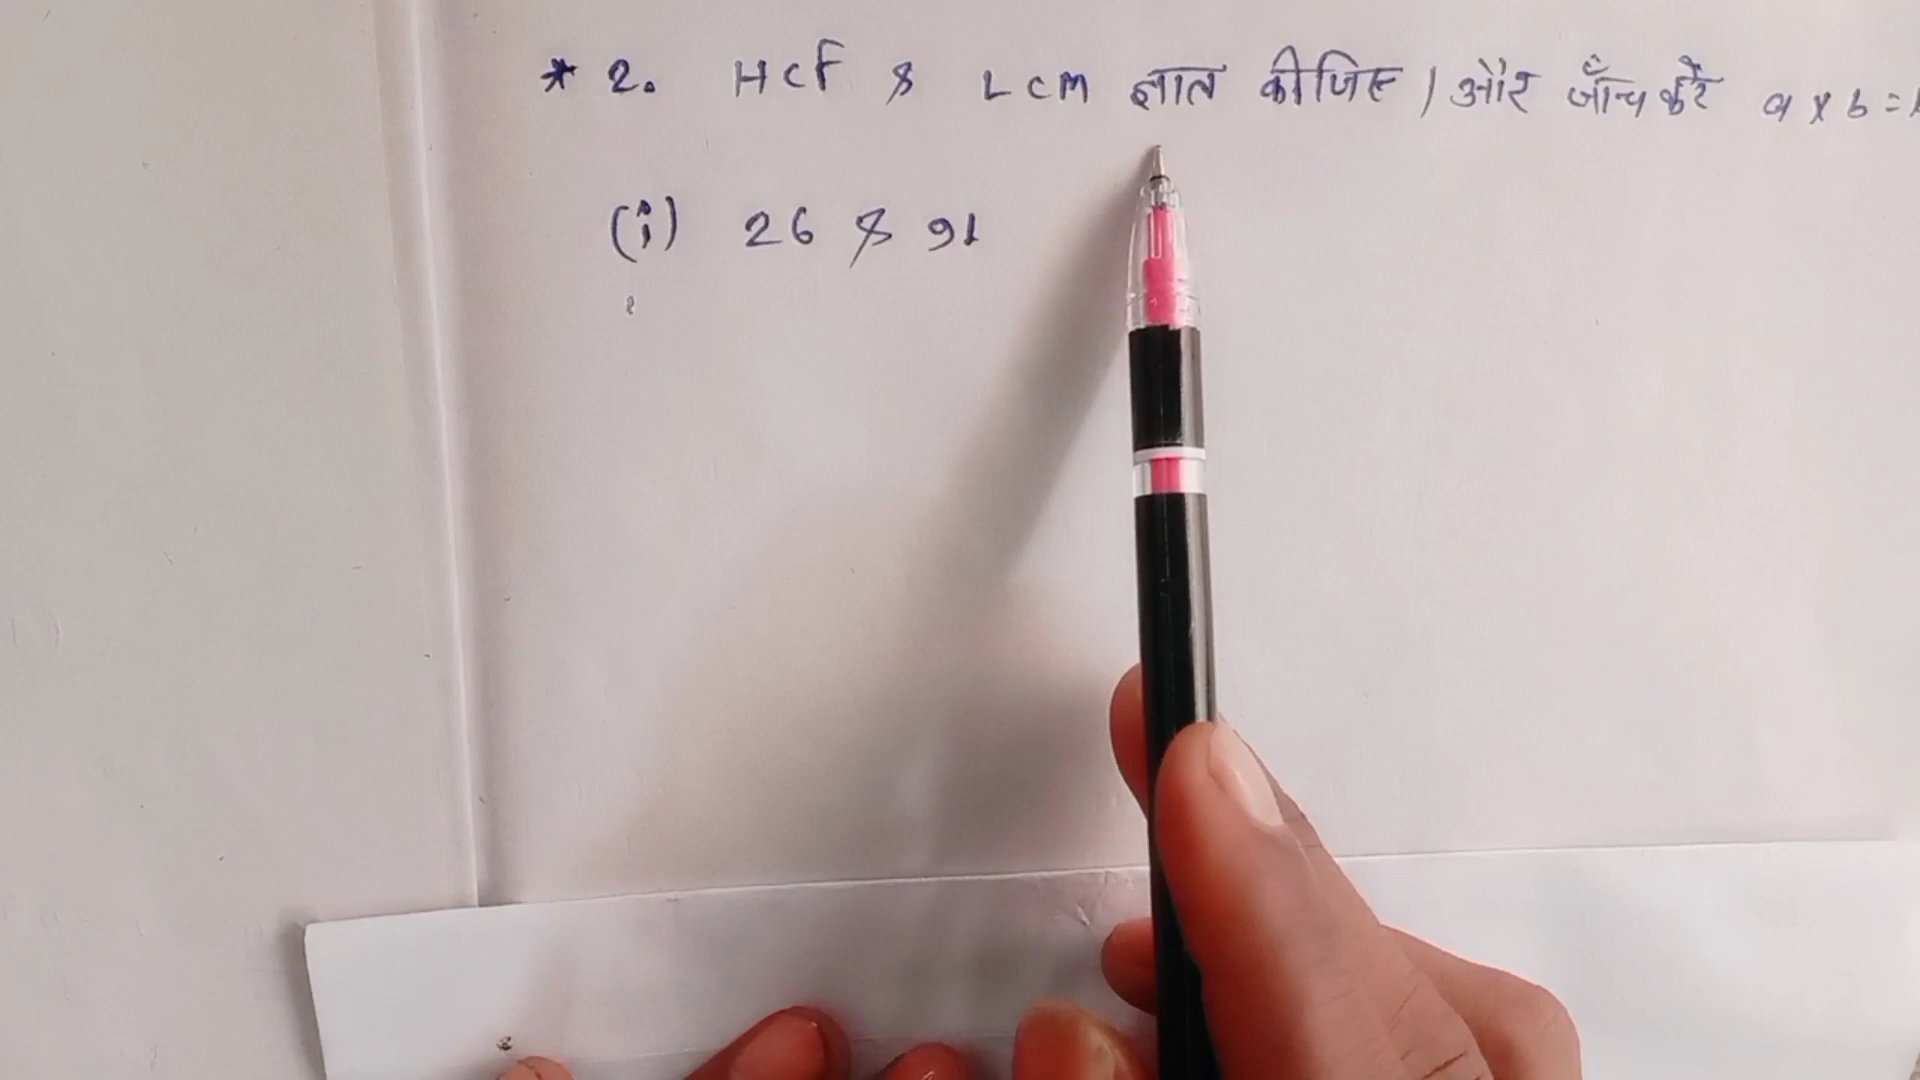 * 2. HCF & LCM ज्ञात कीजिए / और जाँच करें a x b =
(i) 26 & 91